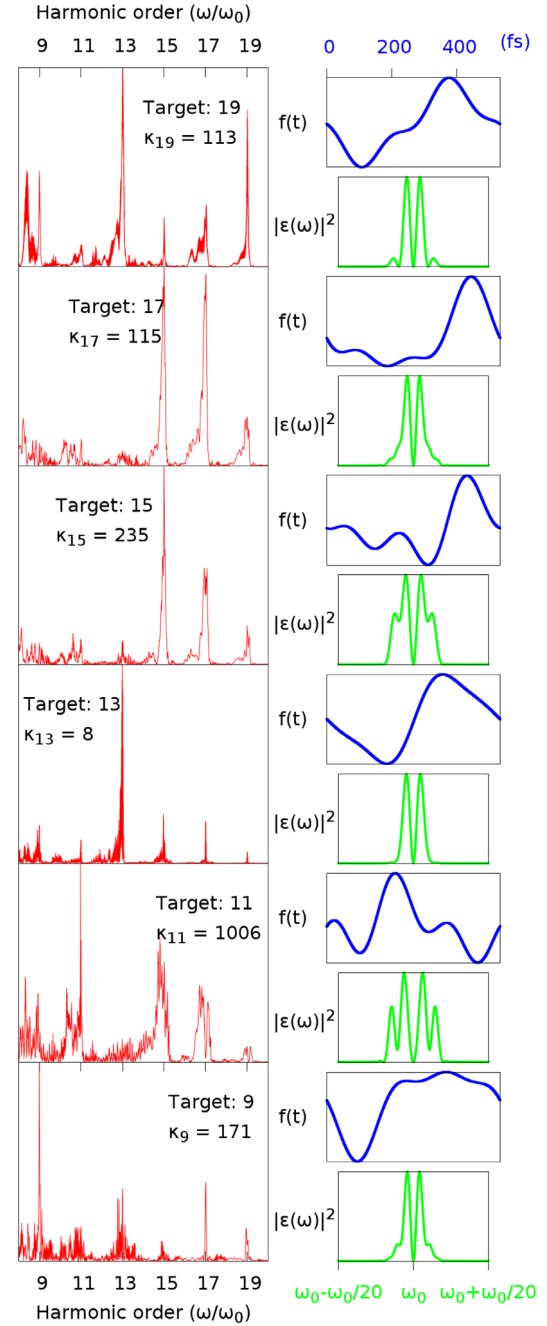 Harmonic order (ω/ω₀)
9 11 13 15 17 19
0 200 400 (fs)
Target: 19
κ₁₉ = 113
f(t)
|ε(ω)|²
Target: 17
κ₁₇ = 115
f(t)
|ε(ω)|²
Target: 15
κ₁₅ = 235
f(t)
|ε(ω)|²
Target: 13
κ₁₃ = 8
f(t)
|ε(ω)|²
Target: 11
κ₁₁ = 1006
f(t)
|ε(ω)|²
Target: 9
κ₉ = 171
f(t)
|ε(ω)|²
9 11 13 15 17 19
Harmonic order (ω/ω₀)
ω₀-ω₀/20 ω₀ ω₀+ω₀/20